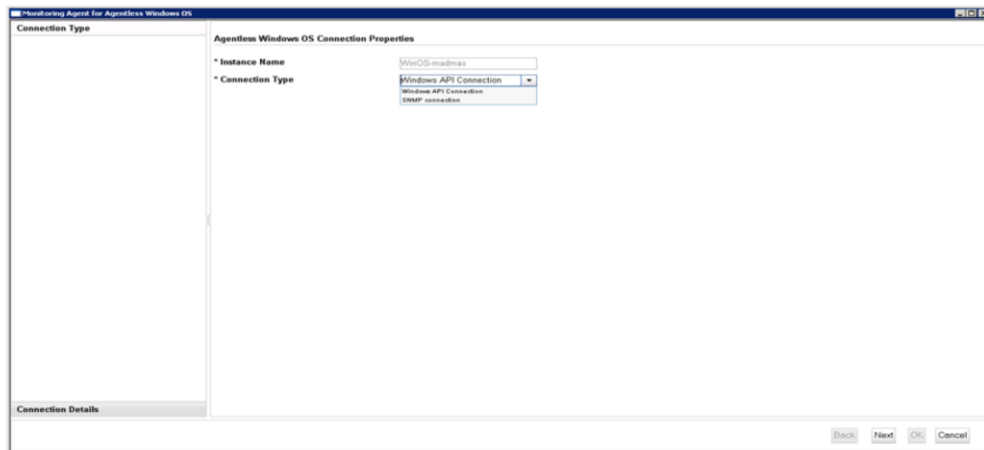 Monitoring Agent for Agentless Windows OS
Connection Type
Agentless Windows OS Connection Properties
* Instance Name
WinOS-madmax
* Connection Type
Windows API Connection
Windows API Connection
SNMP connection
Connection Details
Back
Next
OK
Cancel